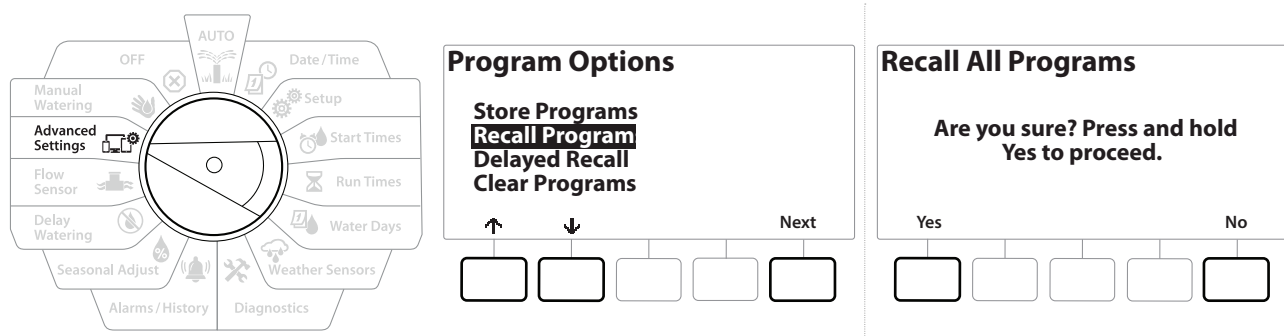 AUTO
OFF
Date/Time
Manual
Watering
Setup
Advanced
Settings
Start Times
Flow
Sensor
Run Times
Delay
Watering
Water Days
Seasonal Adjust
Weather Sensors
Alarms/History
Diagnostics
Program Options
Store Programs
Recall Program
Delayed Recall
Clear Programs
↑ ↓ Next
Recall All Programs
Are you sure? Press and hold
Yes to proceed.
Yes No